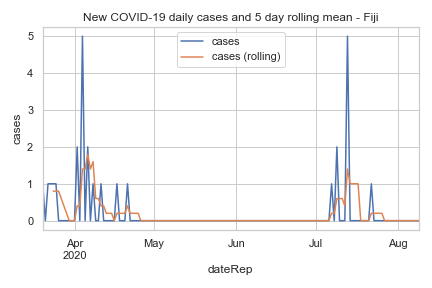 New COVID-19 daily cases and 5 day rolling mean - Fiji
cases
cases (rolling)
cases
5
4
3
2
1
0
Apr
2020
May
Jun
Jul
Aug
dateRep